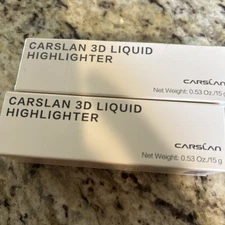 CARSLAN 3D LIQUID
HIGHLIGHTER
CARSLAN
Net Weight: 0.53 Oz./15 g
CARSLAN 3D LIQUID
HIGHLIGHTER
CARSLAN
Net Weight: 0.53 Oz./15 g